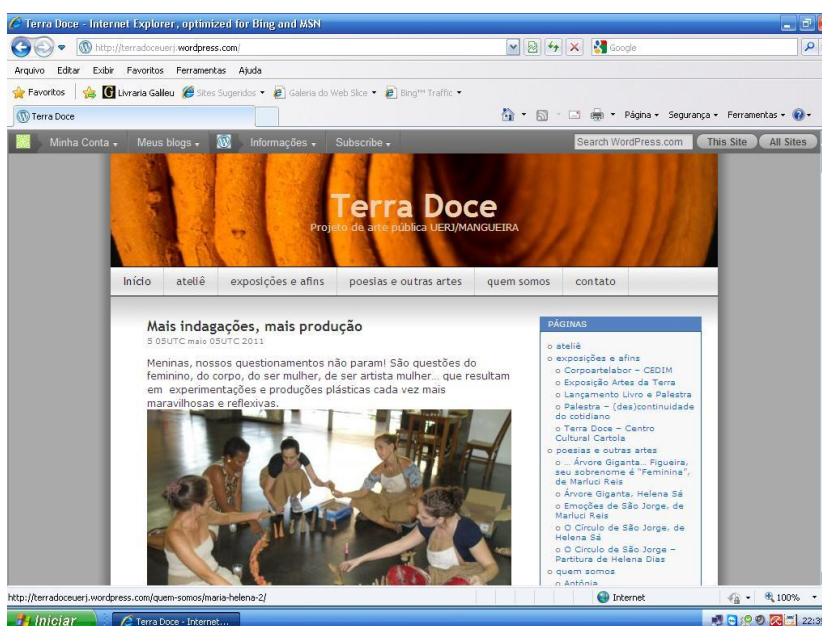 Terra Doce - Internet Explorer, optimized for Bing and MSN
http://terradoceuerj.wordpress.com/
Google
Arquivo Editar Exibir Favoritos Ferramentas Ajuda
Favoritos Livraria Galileu Sites Sugeridos Galeria do Web Slice Bing™ Traffic
Terra Doce Página Segurança Ferramentas
Minha Conta Meus blogs Informações Subscribe Search WordPress.com This Site All Sites
Terra Doce
Projeto de arte pública UERJ/MANGUEIRA
Início ateliê exposições e afins poesias e outras artes quem somos contato
Mais indagações, mais produção
5 05UTC maio 05UTC 2011
Meninas, nossos questionamentos não param! São questões do
feminino, do corpo, do ser mulher, de ser artista mulher... que resultam
em experimentações e produções plásticas cada vez mais
maravilhosas e reflexivas.
PÁGINAS
ateliê
exposições e afins
Corpoartelabor – CEDIM
Exposição Artes da Terra
Lançamento Livro e Palestra
Palestra – (des)continuidade
do cotidiano
Terra Doce – Centro
Cultural Cartola
poesias e outras artes
... Árvore Giganta... Figueira,
seu sobrenome é "Feminina",
de Marluci Reis
Árvore Giganta, Helena Sá
Emoções de São Jorge, de
Marluci Reis
O Círculo de São Jorge, de
Helena Sá
O Circulo de São Jorge –
Partitura de Helena Dias
quem somos
Antônia
http://terradoceuerj.wordpress.com/quem-somos/maria-helena-2/ Internet 100%
Iniciar Terra Doce - Internet...